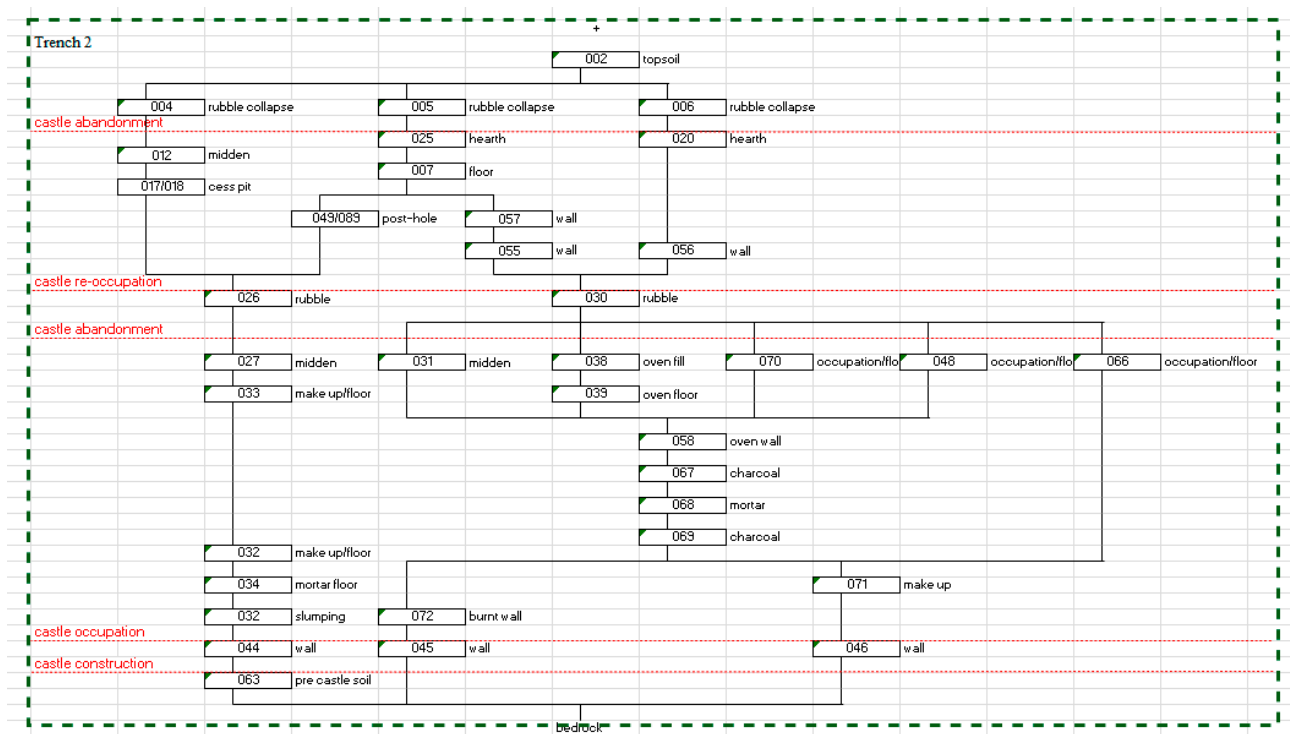 +
Trench 2
002 topsoil
004 rubble collapse 005 rubble collapse 006 rubble collapse
castle abandonment
025 hearth 020 hearth
012 midden
007 floor
017/018 cess pit
049/089 post-hole 057 wall
055 wall 056 wall
castle re-occupation
026 rubble 030 rubble
castle abandonment
027 midden 031 midden 038 oven fill 070 occupation/flo 048 occupation/flo 066 occupation/floor
033 make up/floor 039 oven floor
058 oven wall
067 charcoal
068 mortar
069 charcoal
032 make up/floor
034 mortar floor 071 make up
032 slumping 072 burnt wall
castle occupation
044 wall 045 wall 046 wall
castle construction
063 pre castle soil
bedrock